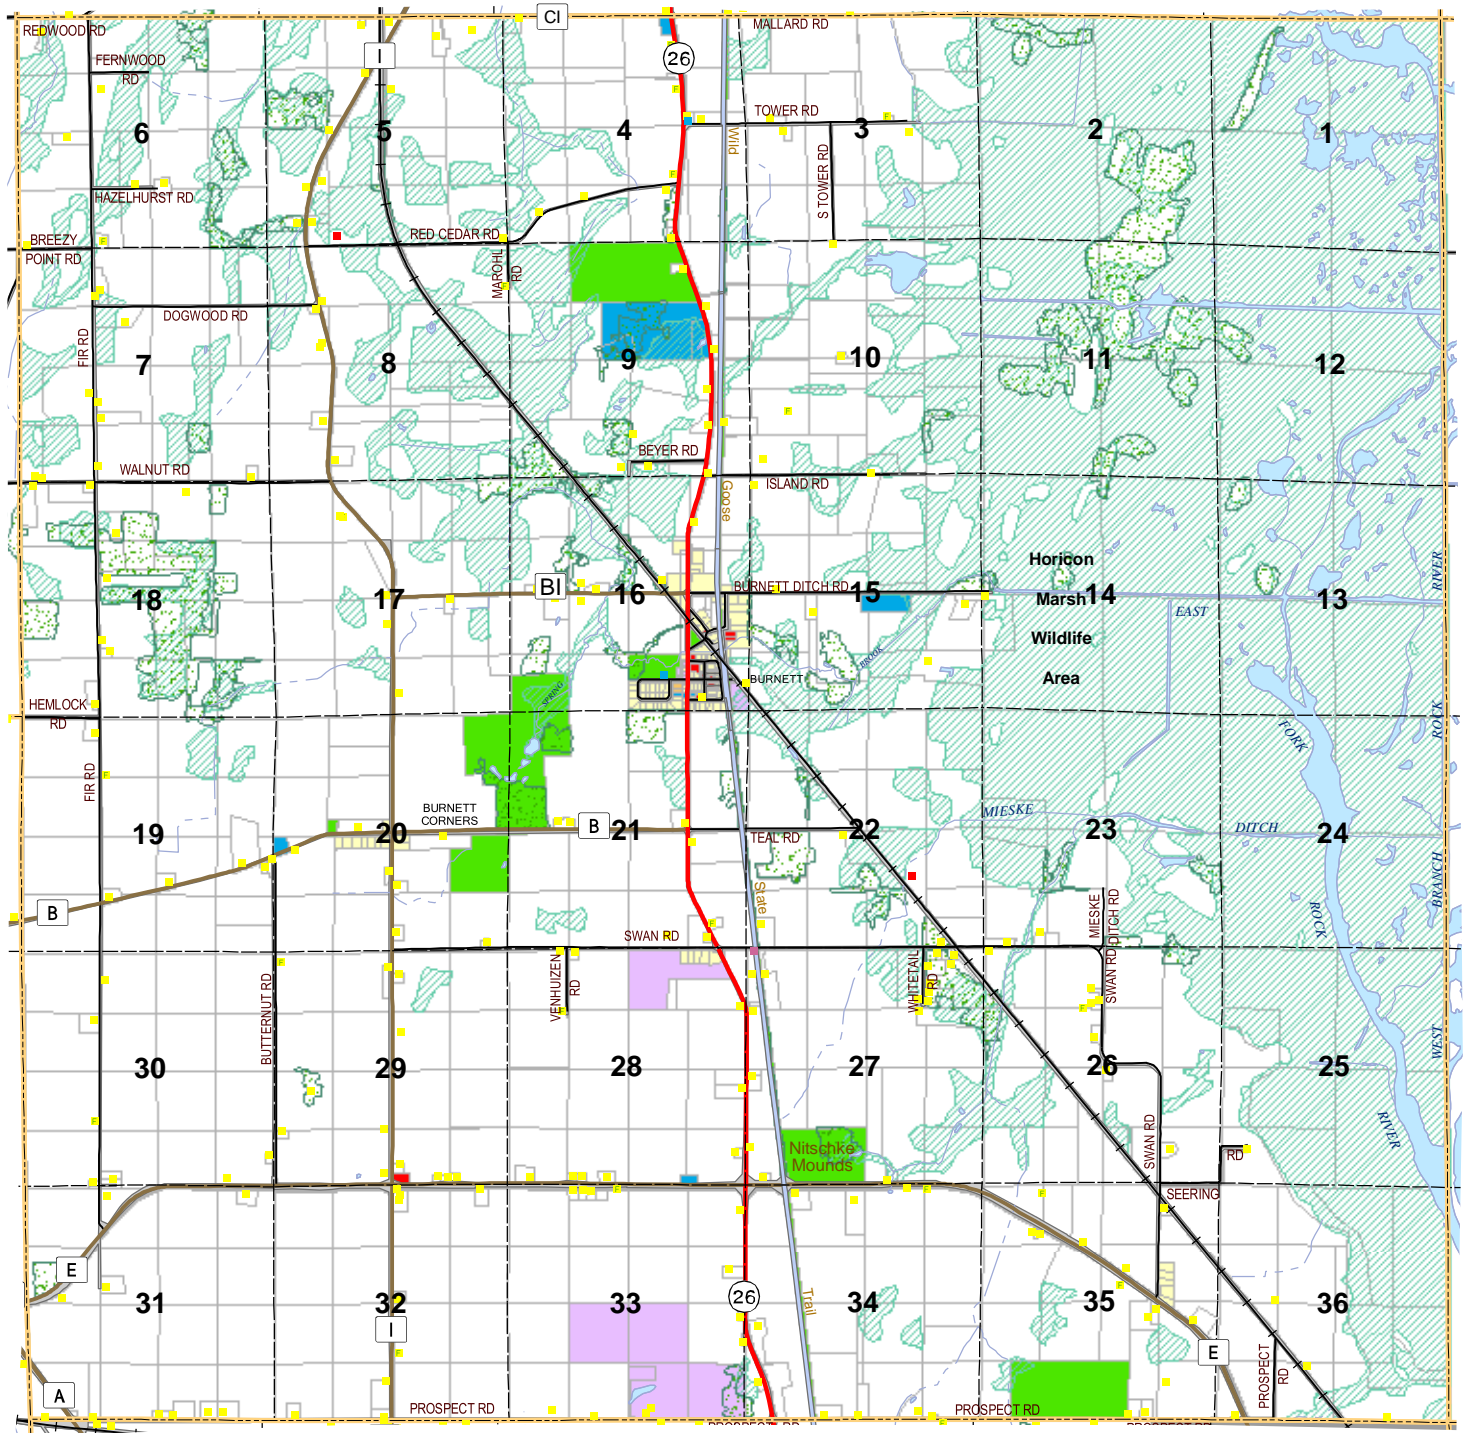 CI
REDWOOD RD
MALLARD RD
FERNWOOD
RD
I
26
TOWER RD
6
5
4
3
2
1
Wild
S TOWER RD
HAZELHURST RD
BREEZY
POINT RD
RED CEDAR RD
MAROHL
RD
DOGWOOD RD
FIR RD
7
8
9
10
11
12
BEYER RD
WALNUT RD
ISLAND RD
Goose
Horicon
Marsh
Wildlife
Area
BI
BURNETT DITCH RD
18
17
16
15
14
13
EAST
RIVER
BROOK
SPRING
BURNETT
HEMLOCK
RD
FORK
ROCK
FIR RD
BURNETT
CORNERS
B
MIESKE
DITCH
19
20
21
22
23
24
TEAL RD
B
State
ROCK
BRANCH
MIESKE
DITCH RD
SWAN RD
VENHUIZEN
RD
WHITETAIL
RD
SWAN RD
BUTTERNUT RD
WEST
30
29
28
27
26
25
RIVER
Nitschke
Mounds
SWAN RD
RD
SEERING
E
26
Trail
31
32
33
34
35
36
I
E
PROSPECT
RD
A
PROSPECT RD
PROSPECT RD
PROSPECT RD
PROSPECT RD